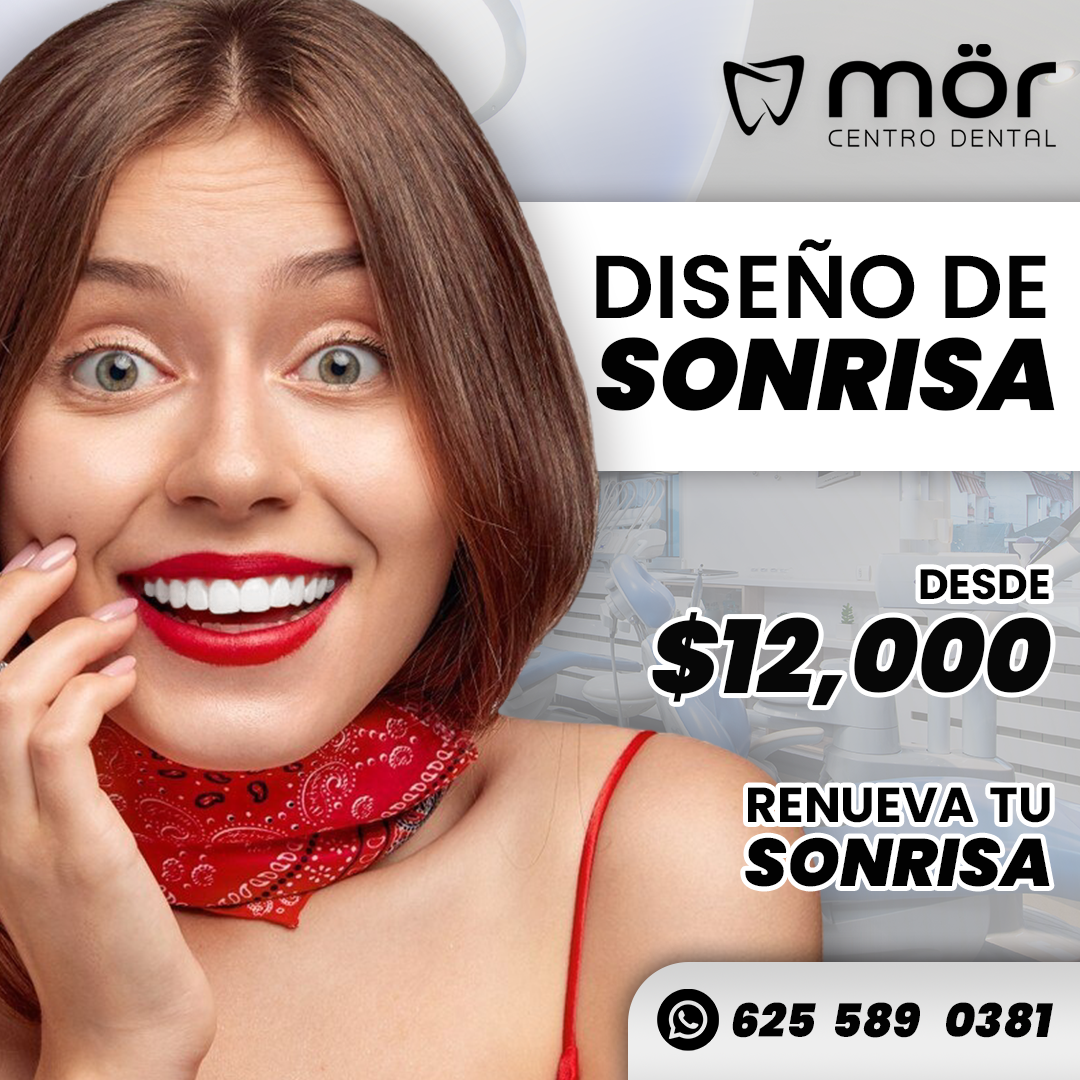 mör
CENTRO DENTAL
DISEÑO DE
SONRISA
DESDE
$12,000
RENUEVA TU
SONRISA
625 589 0381